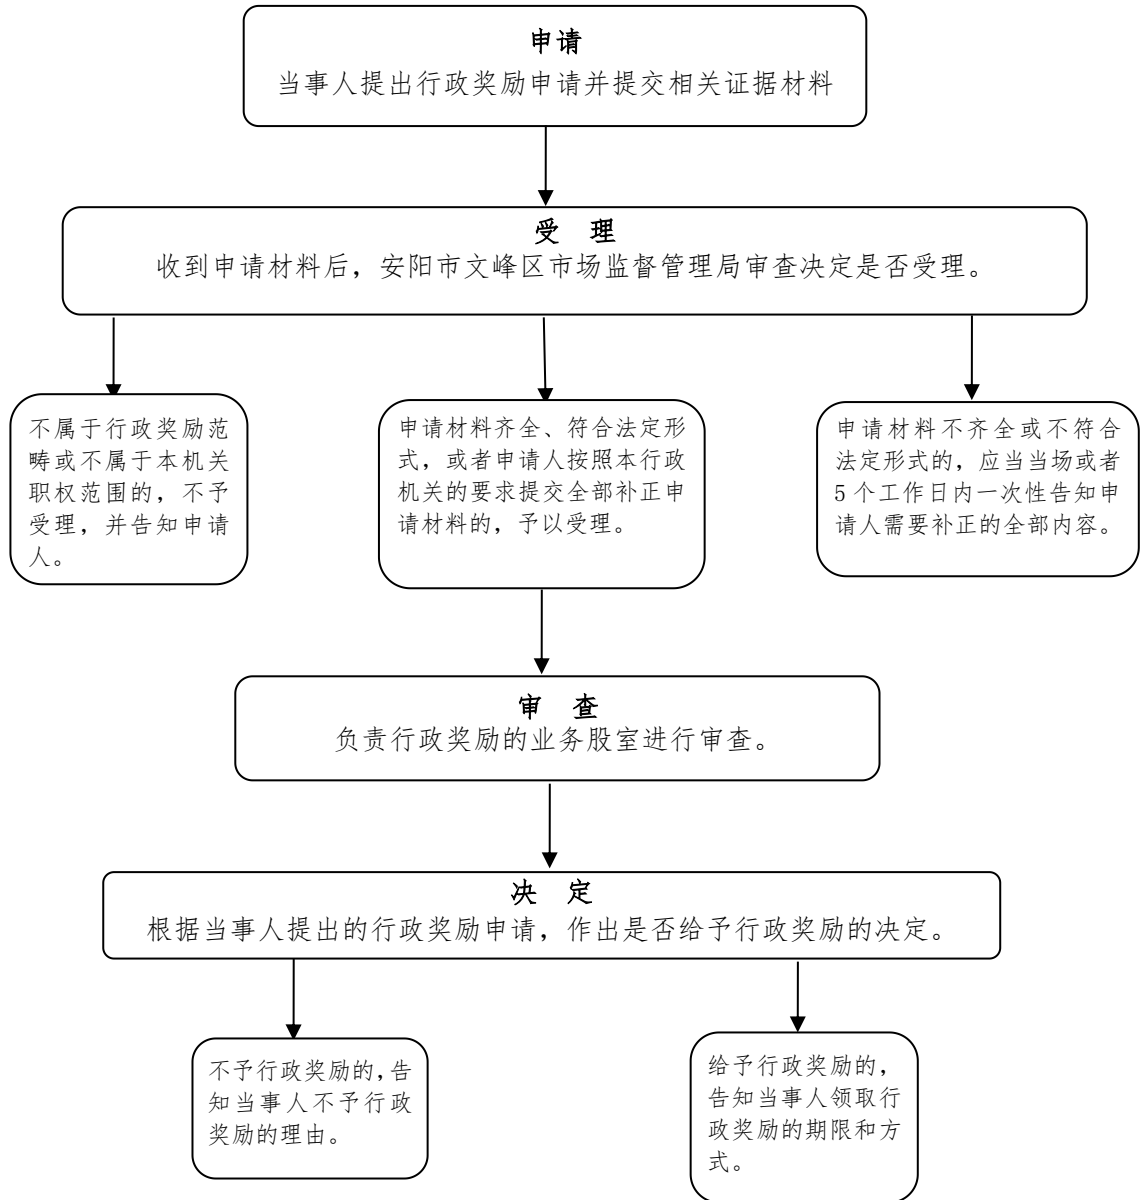 申请
当事人提出行政奖励申请并提交相关证据材料
受 理
收到申请材料后，安阳市文峰区市场监督管理局审查决定是否受理。
不属于行政奖励范
畴或不属于本机关
职权范围的，不予
受理，并告知申请
人。
申请材料齐全、符合法定形
式，或者申请人按照本行政
机关的要求提交全部补正申
请材料的，予以受理。
申请材料不齐全或不符合
法定形式的，应当当场或者
5个工作日内一次性告知申
请人需要补正的全部内容。
审 查
负责行政奖励的业务股室进行审查。
决 定
根据当事人提出的行政奖励申请，作出是否给予行政奖励的决定。
不予行政奖励的，告
知当事人不予行政
奖励的理由。
给予行政奖励的，
告知当事人领取行
政奖励的期限和方
式。